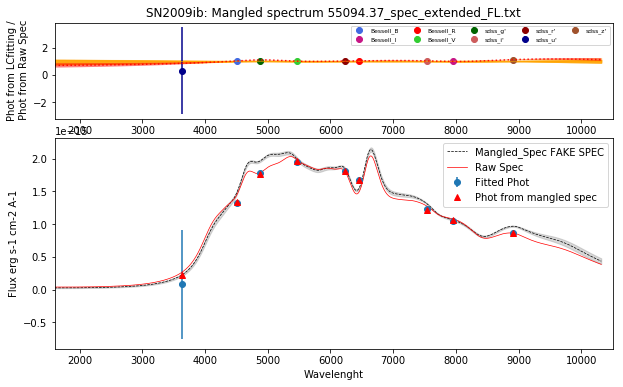 SN2009ib: Mangled spectrum 55094.37_spec_extended_FL.txt
Phot from LCfitting /
Phot from Raw Spec
2
0
−2
Bessell_B
Bessell_I
Bessell_R
Bessell_V
sdss_g'
sdss_i'
sdss_r'
sdss_u'
sdss_z'
2000 3000 4000 5000 6000 7000 8000 9000 10000
Flux erg s-1 cm-2 A-1
2.0
1.5
1.0
0.5
0.0
−0.5
Mangled_Spec FAKE SPEC
Raw Spec
Fitted Phot
Phot from mangled spec
2000 3000 4000 5000 6000 7000 8000 9000 10000
Wavelenght